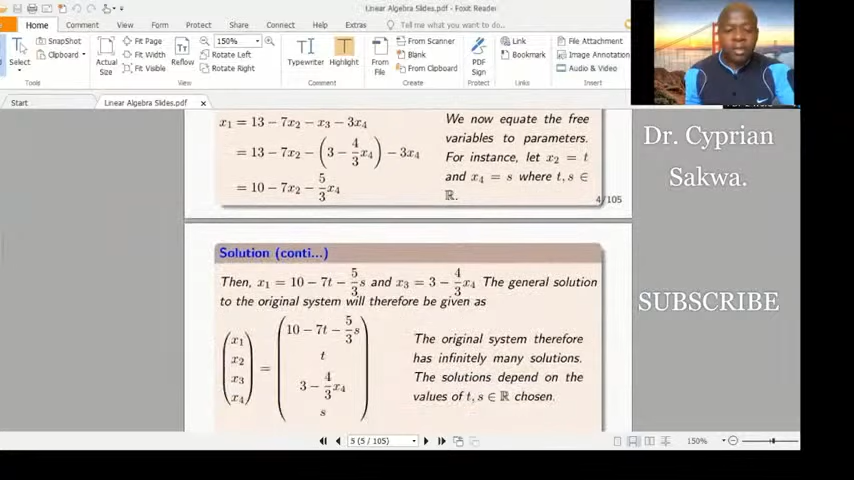 Linear Algebra Slides.pdf - Foxit Reader
Home Comment View Form Protect Share Connect Help Extras Tell me what you want to do...
Select
SnapShot
Clipboard
Actual Size
Fit Page
Fit Width
Fit Visible
Reflow
150%
Rotate Left
Rotate Right
Typewriter
Highlight
From File
From Scanner
Blank
From Clipboard
PDF Sign
Link
Bookmark
File Attachment
Image Annotation
Audio & Video
Tools View Comment Create Protect Links Insert
Start Linear Algebra Slides.pdf
x₁ = 13 − 7x₂ − x₃ − 3x₄
= 13 − 7x₂ − (3 − 4/3 x₄) − 3x₄
= 10 − 7x₂ − 5/3 x₄
We now equate the free
variables to parameters.
For instance, let x₂ = t
and x₄ = s where t, s ∈
ℝ.
4/105
Solution (conti...)
Then, x₁ = 10 − 7t − 5/3 s and x₃ = 3 − 4/3 x₄ The general solution
to the original system will therefore be given as
(x₁ x₂ x₃ x₄) = (10 − 7t − 5/3 s, t, 3 − 4/3 x₄, s)
The original system therefore
has infinitely many solutions.
The solutions depend on the
values of t, s ∈ ℝ chosen.
5 (5 / 105)
150%
Dr. Cyprian
Sakwa.
SUBSCRIBE